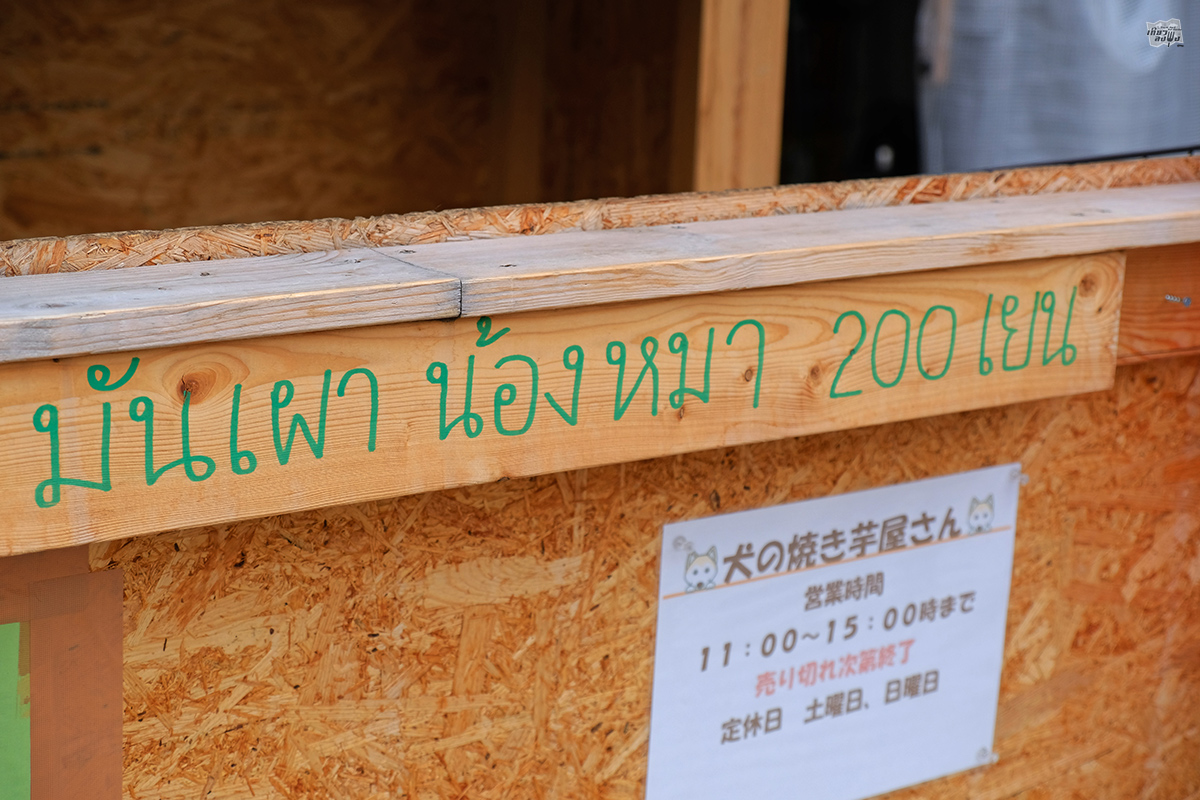 มันเผา น้องหมา 200 เยน
犬の焼き芋屋さん
営業時間
11:00~15:00時まで
売り切れ次第終了
定休日 土曜日、日曜日